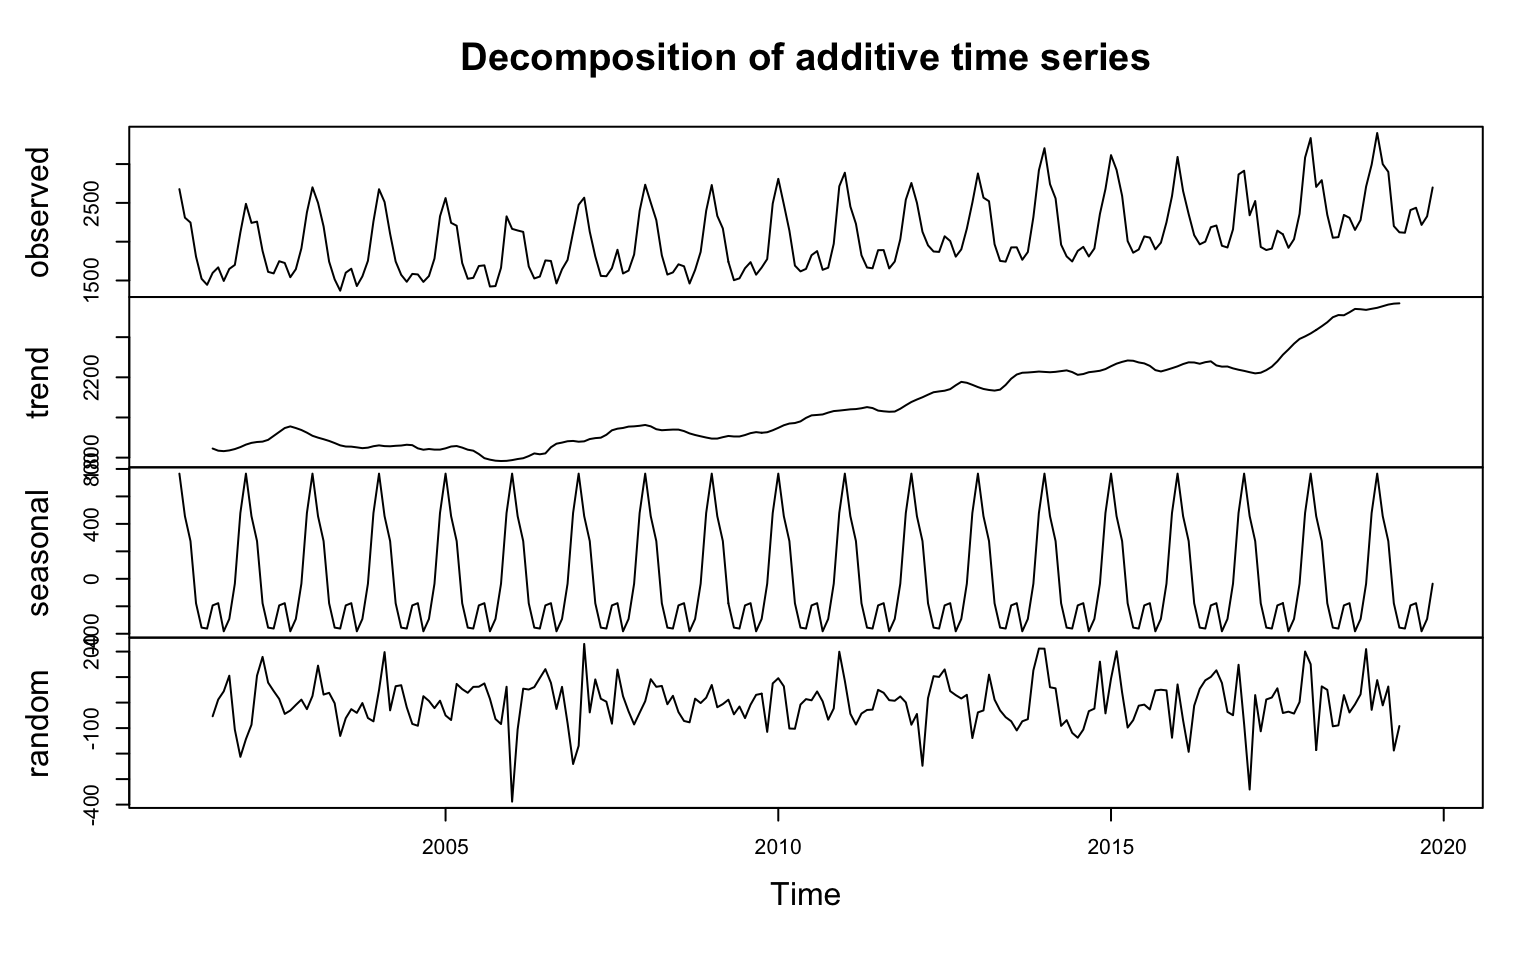 Decomposition of additive time series
observed
1500 2500
trend
1800 2200
seasonal
0 400 800
random
-400 -100 200
2005 2010 2015 2020
Time